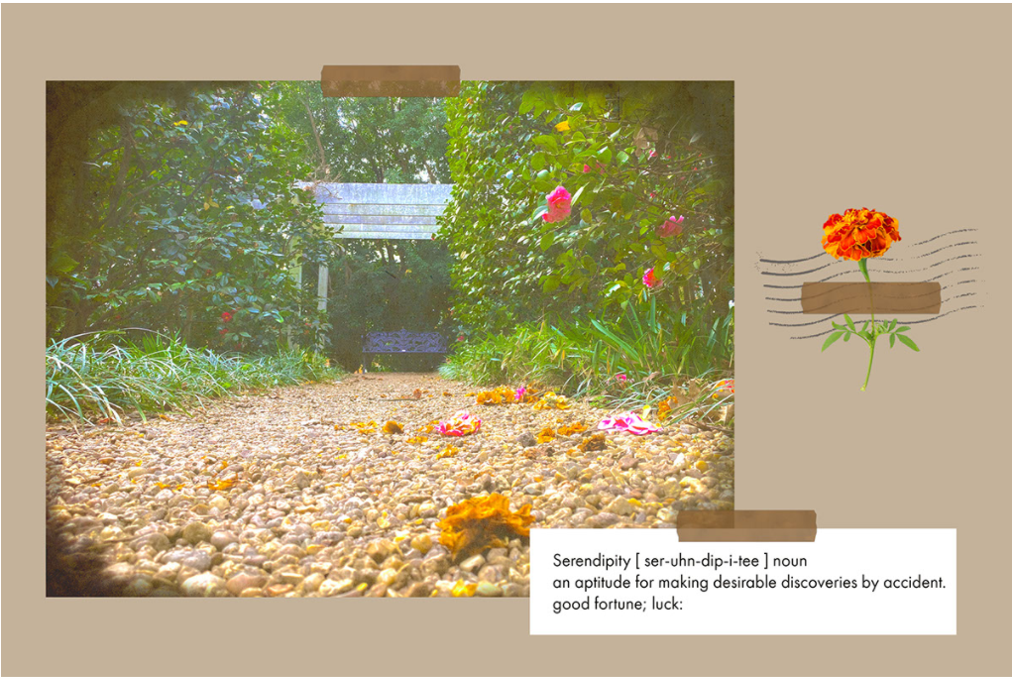 Serendipity [ ser-uhn-dip-i-tee ] noun
an aptitude for making desirable discoveries by accident.
good fortune; luck: